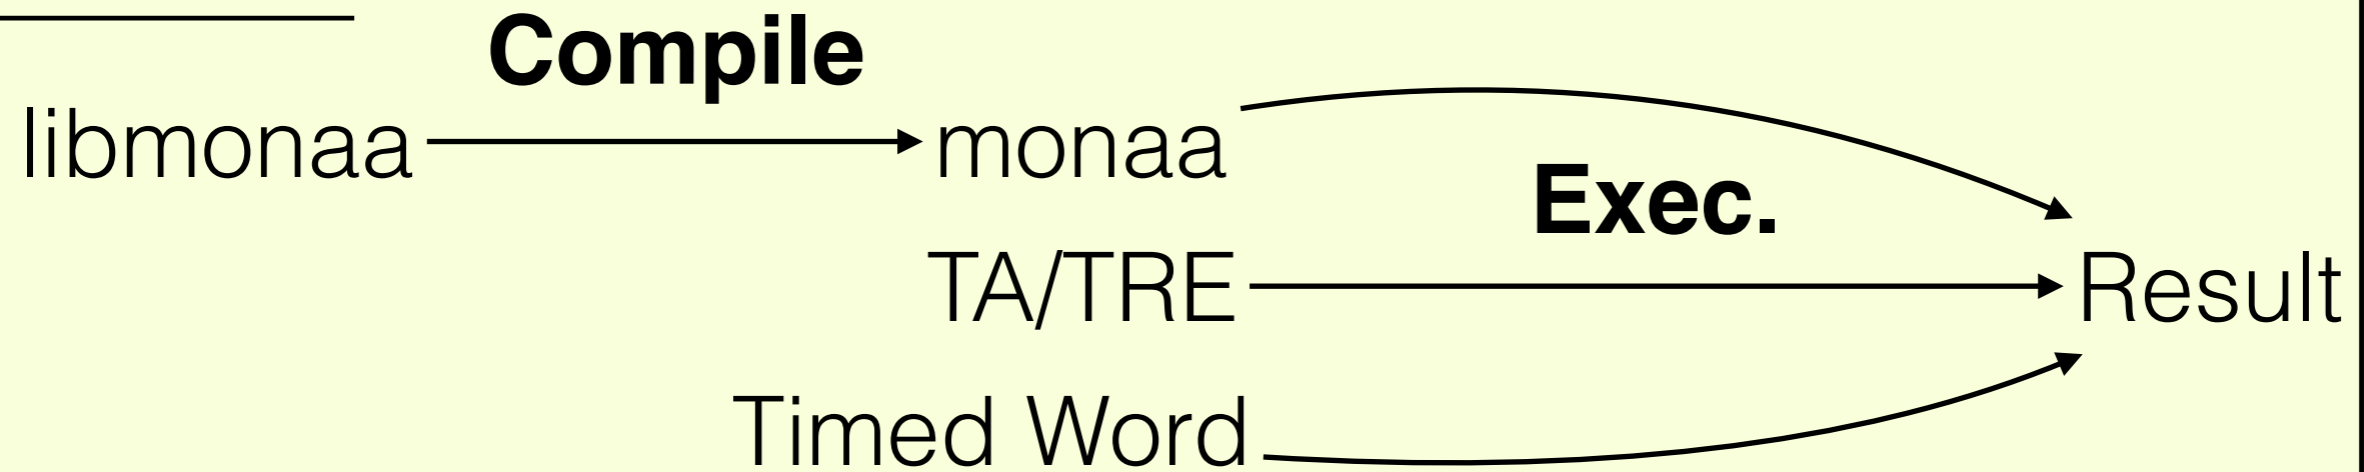 Compile
libmonaa monaa
Exec.
TA/TRE Result
Timed Word